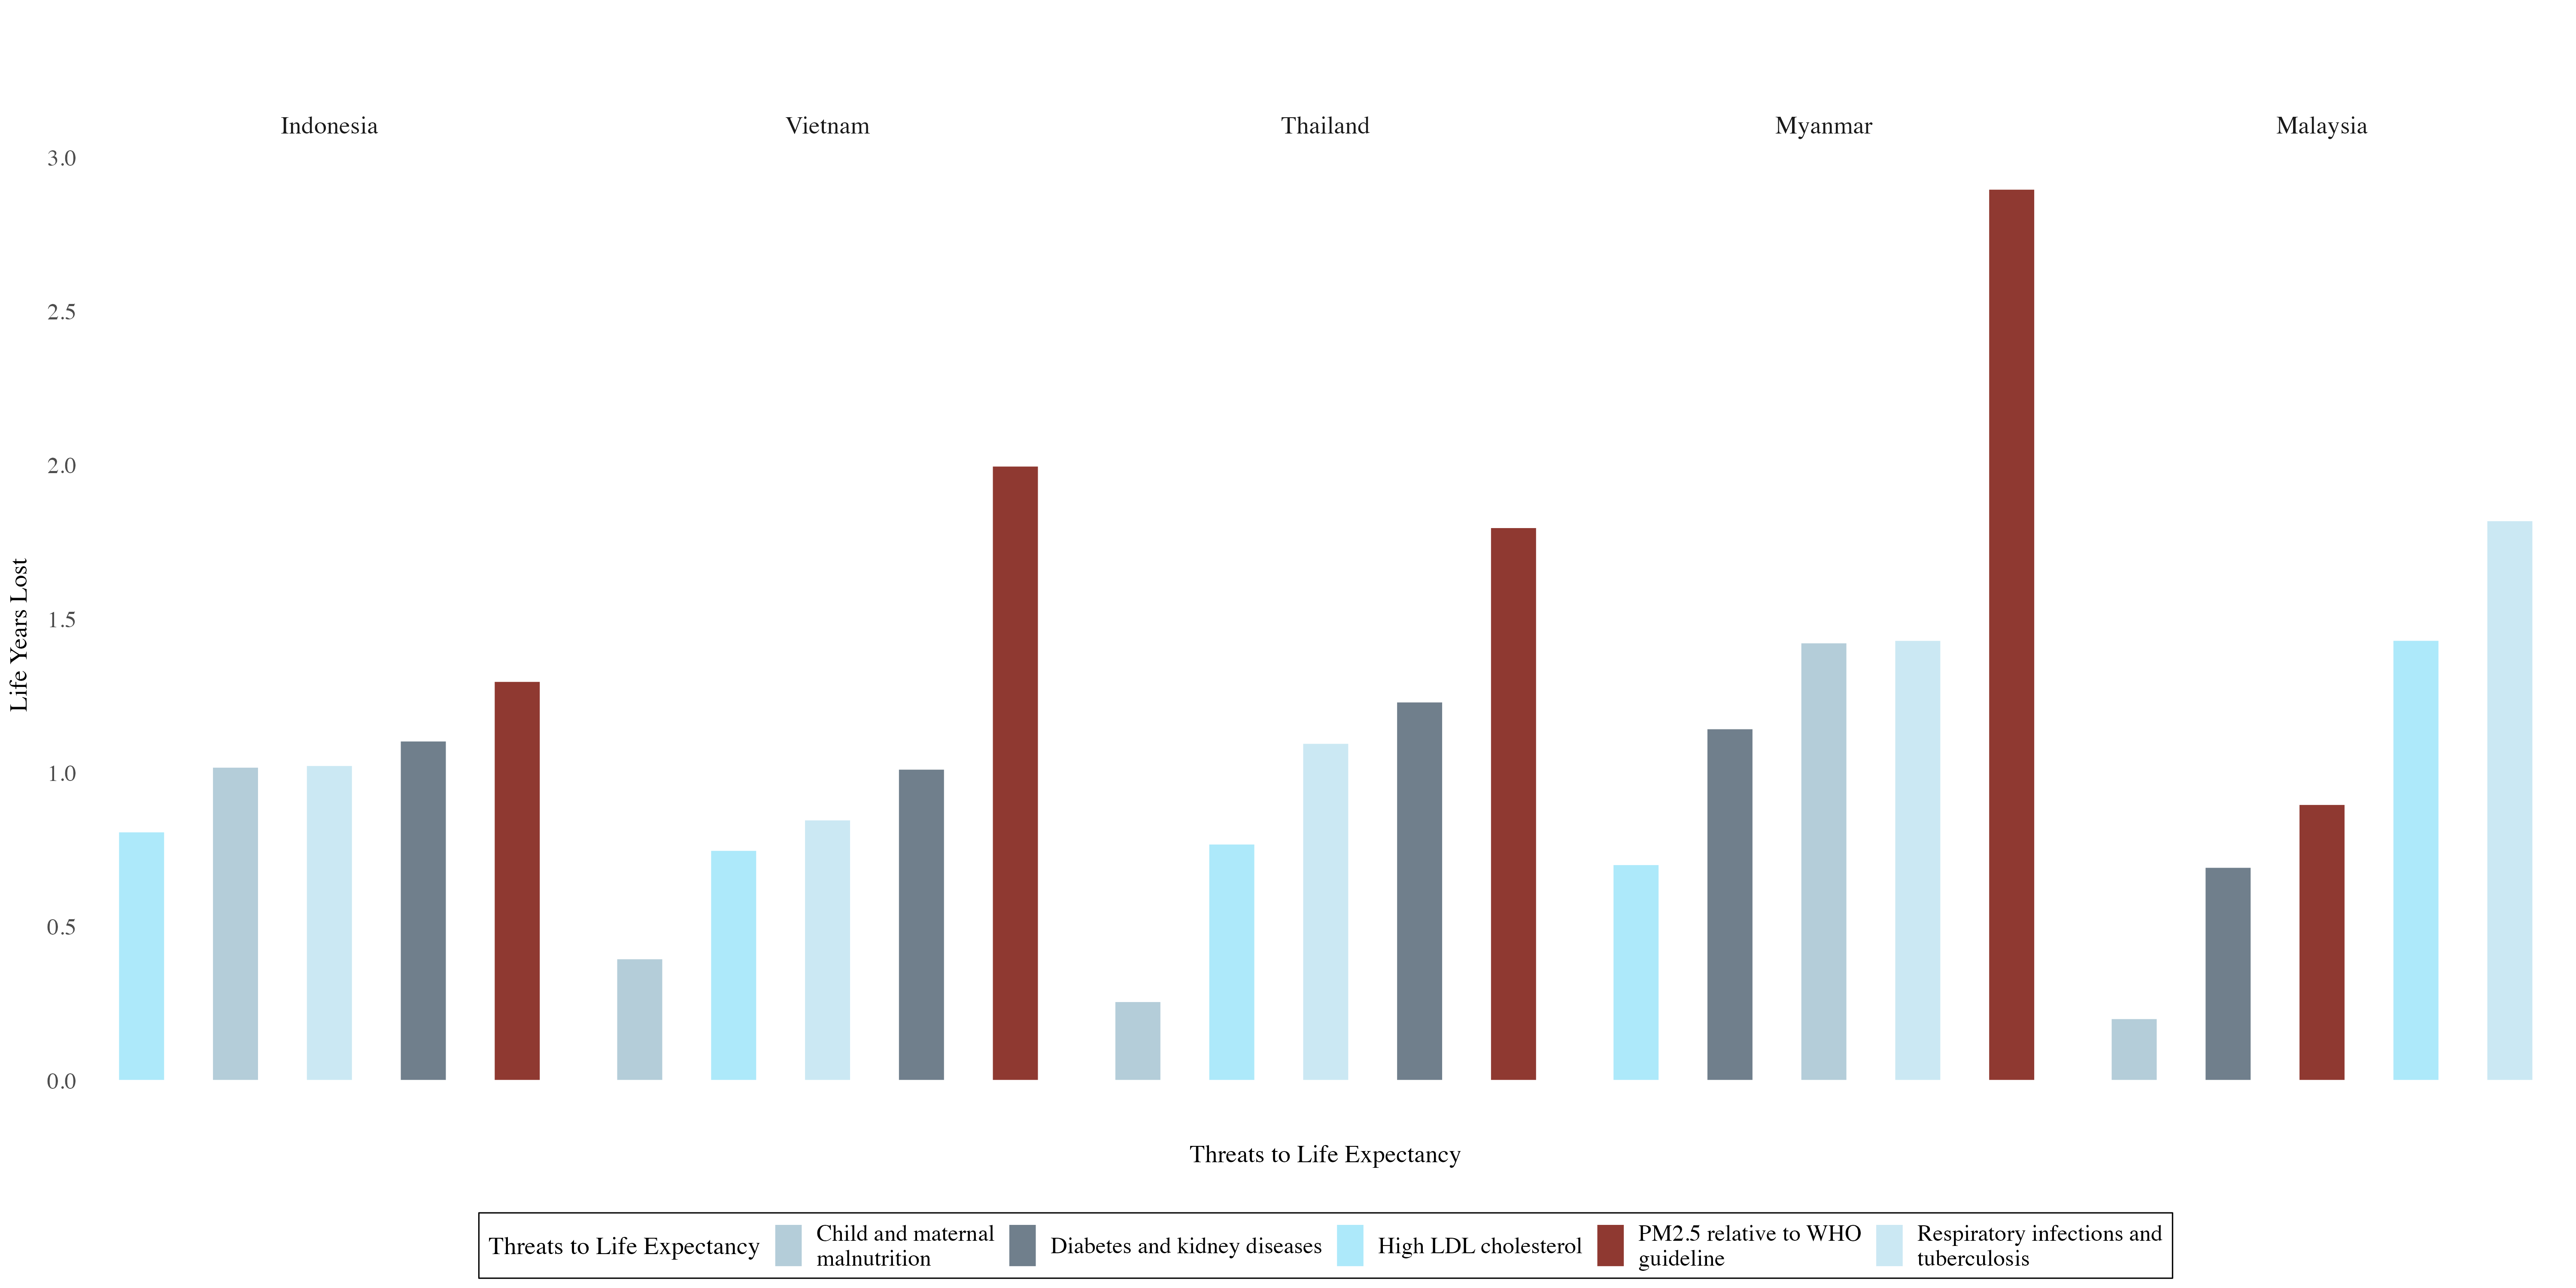 Indonesia
Vietnam
Thailand
Myanmar
Malaysia
3.0
2.5
2.0
1.5
1.0
0.5
0.0
Life Years Lost
Threats to Life Expectancy
Threats to Life Expectancy
Child and maternal
malnutrition
Diabetes and kidney diseases
High LDL cholesterol
PM2.5 relative to WHO
guideline
Respiratory infections and
tuberculosis